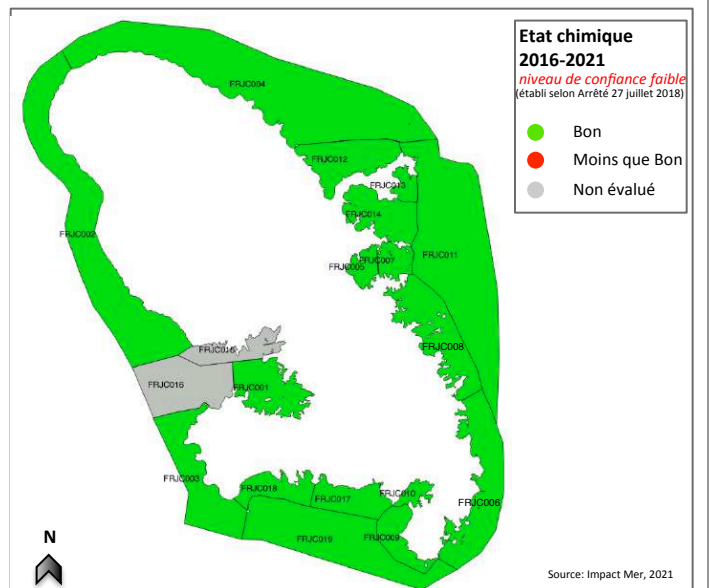 Etat chimique
2016-2021
niveau de confiance faible
(établi selon Arrêté 27 juillet 2018)
Bon
Moins que Bon
Non évalué
FRJC004
FRJC012
FRJC013
FRJC014
FRJC002
FRJC011
FRJC005
FRJC007
FRJC008
FRJC015
FRJC016
FRJC001
FRJC003
FRJC018
FRJC017
FRJC010
FRJC006
FRJC019
FRJC009
N
Source: Impact Mer, 2021